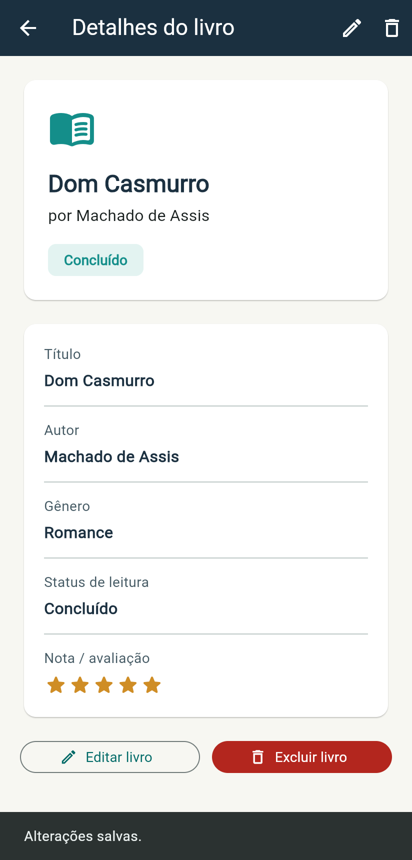 Detalhes do livro
Dom Casmurro
por Machado de Assis
Concluído
Título
Dom Casmurro
Autor
Machado de Assis
Gênero
Romance
Status de leitura
Concluído
Nota / avaliação
Editar livro
Excluir livro
Alterações salvas.